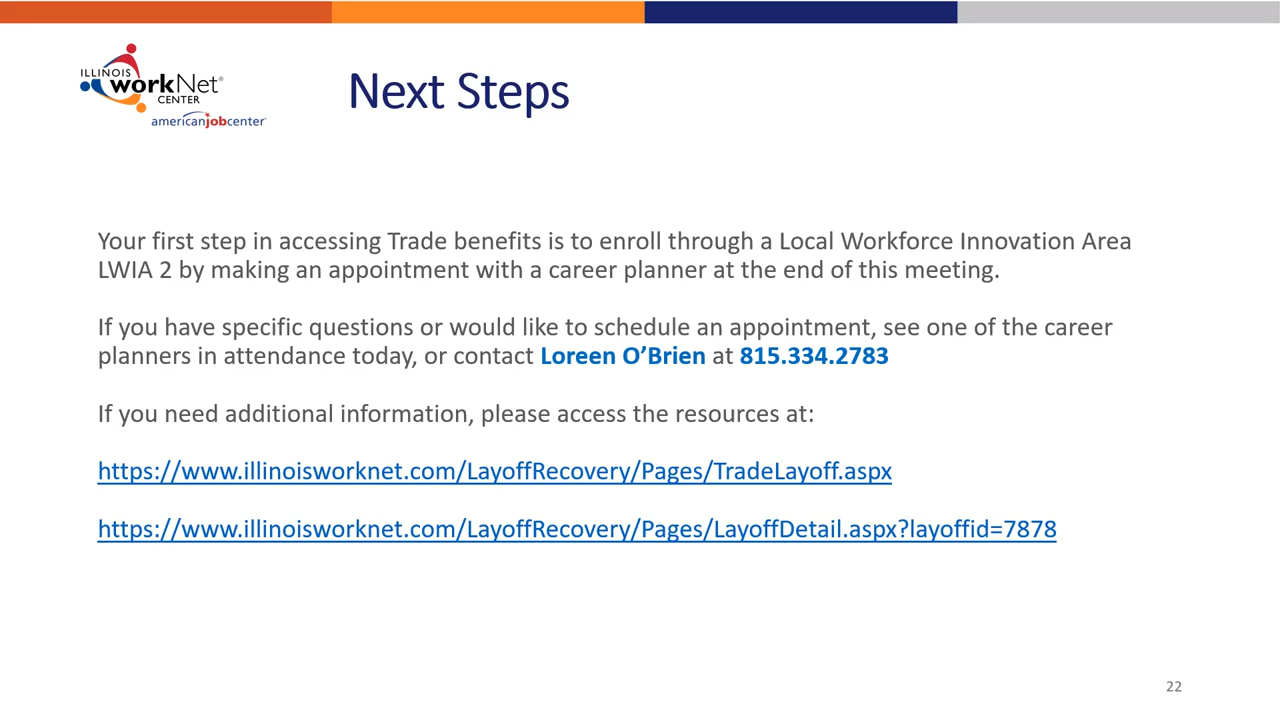 ILLINOIS
workNet®
CENTER
americanjobcenter
Next Steps
Your first step in accessing Trade benefits is to enroll through a Local Workforce Innovation Area
LWIA 2 by making an appointment with a career planner at the end of this meeting.
If you have specific questions or would like to schedule an appointment, see one of the career
planners in attendance today, or contact Loreen O’Brien at 815.334.2783
If you need additional information, please access the resources at:
https://www.illinoisworknet.com/LayoffRecovery/Pages/TradeLayoff.aspx
https://www.illinoisworknet.com/LayoffRecovery/Pages/LayoffDetail.aspx?layoffid=7878
22